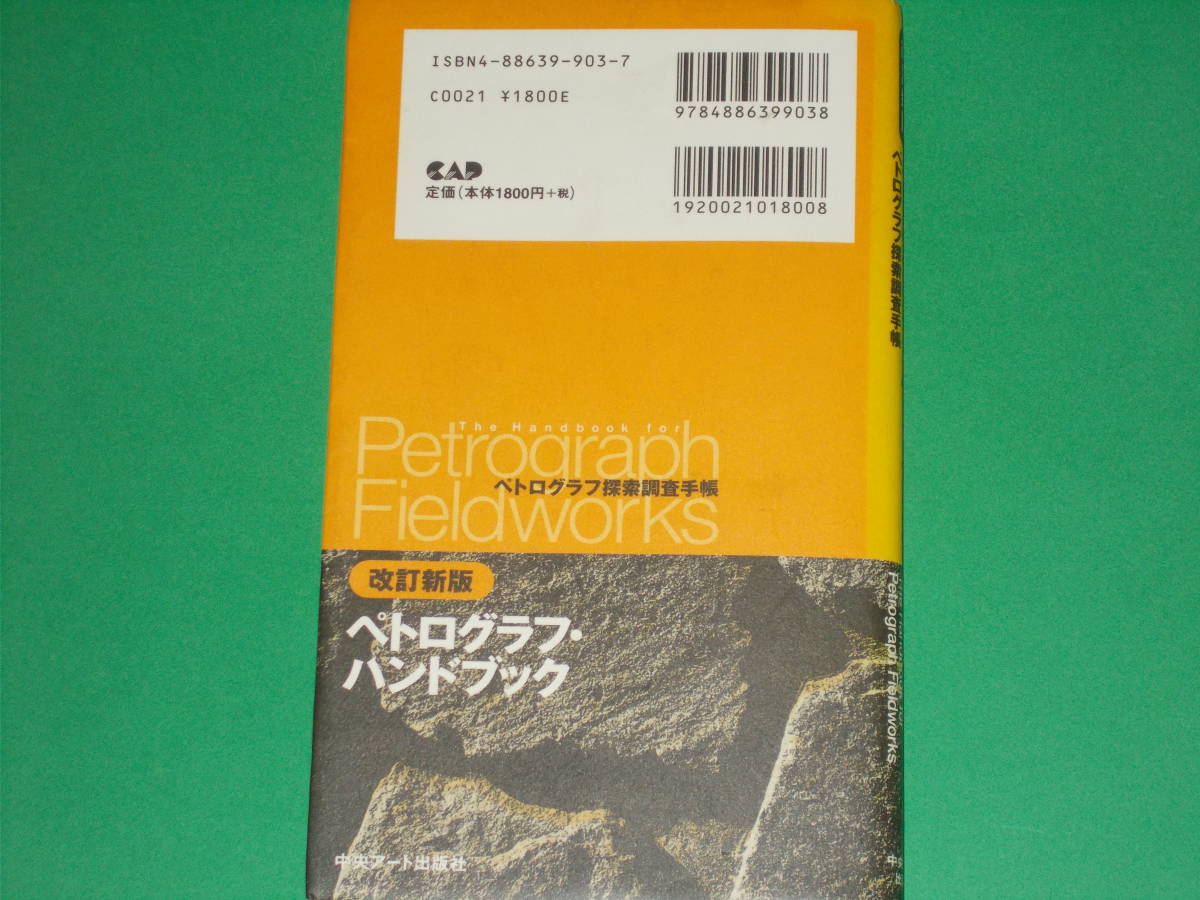 ISBN4-88639-903-7
C0021 ¥1800E
9784886399038
CAP
定価(本体1800円+税)
1920021018008
The Handbook for
Petrograph
ペトログラフ探索調査手帳
Fieldworks
改訂新版
ペトログラフ・
ハンドブック
中央アート出版社
ペトログラフ探索調査手帳
Petrograph Fieldworks